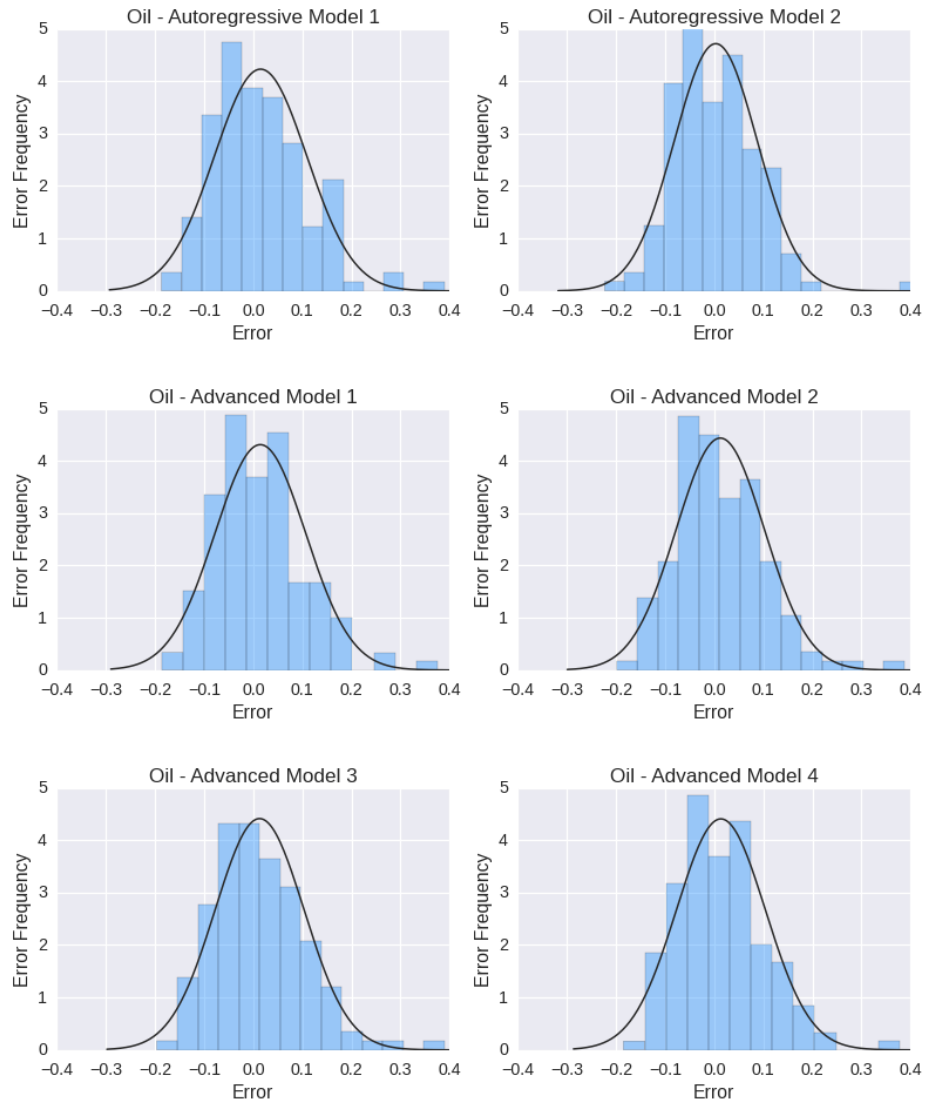 Oil - Autoregressive Model 1
5
4
3
2
1
0
Error Frequency
−0.4 −0.3 −0.2 −0.1 0.0 0.1 0.2 0.3 0.4
Error
Oil - Autoregressive Model 2
5
4
3
2
1
0
Error Frequency
−0.4 −0.3 −0.2 −0.1 0.0 0.1 0.2 0.3 0.4
Error
Oil - Advanced Model 1
5
4
3
2
1
0
Error Frequency
−0.4 −0.3 −0.2 −0.1 0.0 0.1 0.2 0.3 0.4
Error
Oil - Advanced Model 2
5
4
3
2
1
0
Error Frequency
−0.4 −0.3 −0.2 −0.1 0.0 0.1 0.2 0.3 0.4
Error
Oil - Advanced Model 3
5
4
3
2
1
0
Error Frequency
−0.4 −0.3 −0.2 −0.1 0.0 0.1 0.2 0.3 0.4
Error
Oil - Advanced Model 4
5
4
3
2
1
0
Error Frequency
−0.4 −0.3 −0.2 −0.1 0.0 0.1 0.2 0.3 0.4
Error